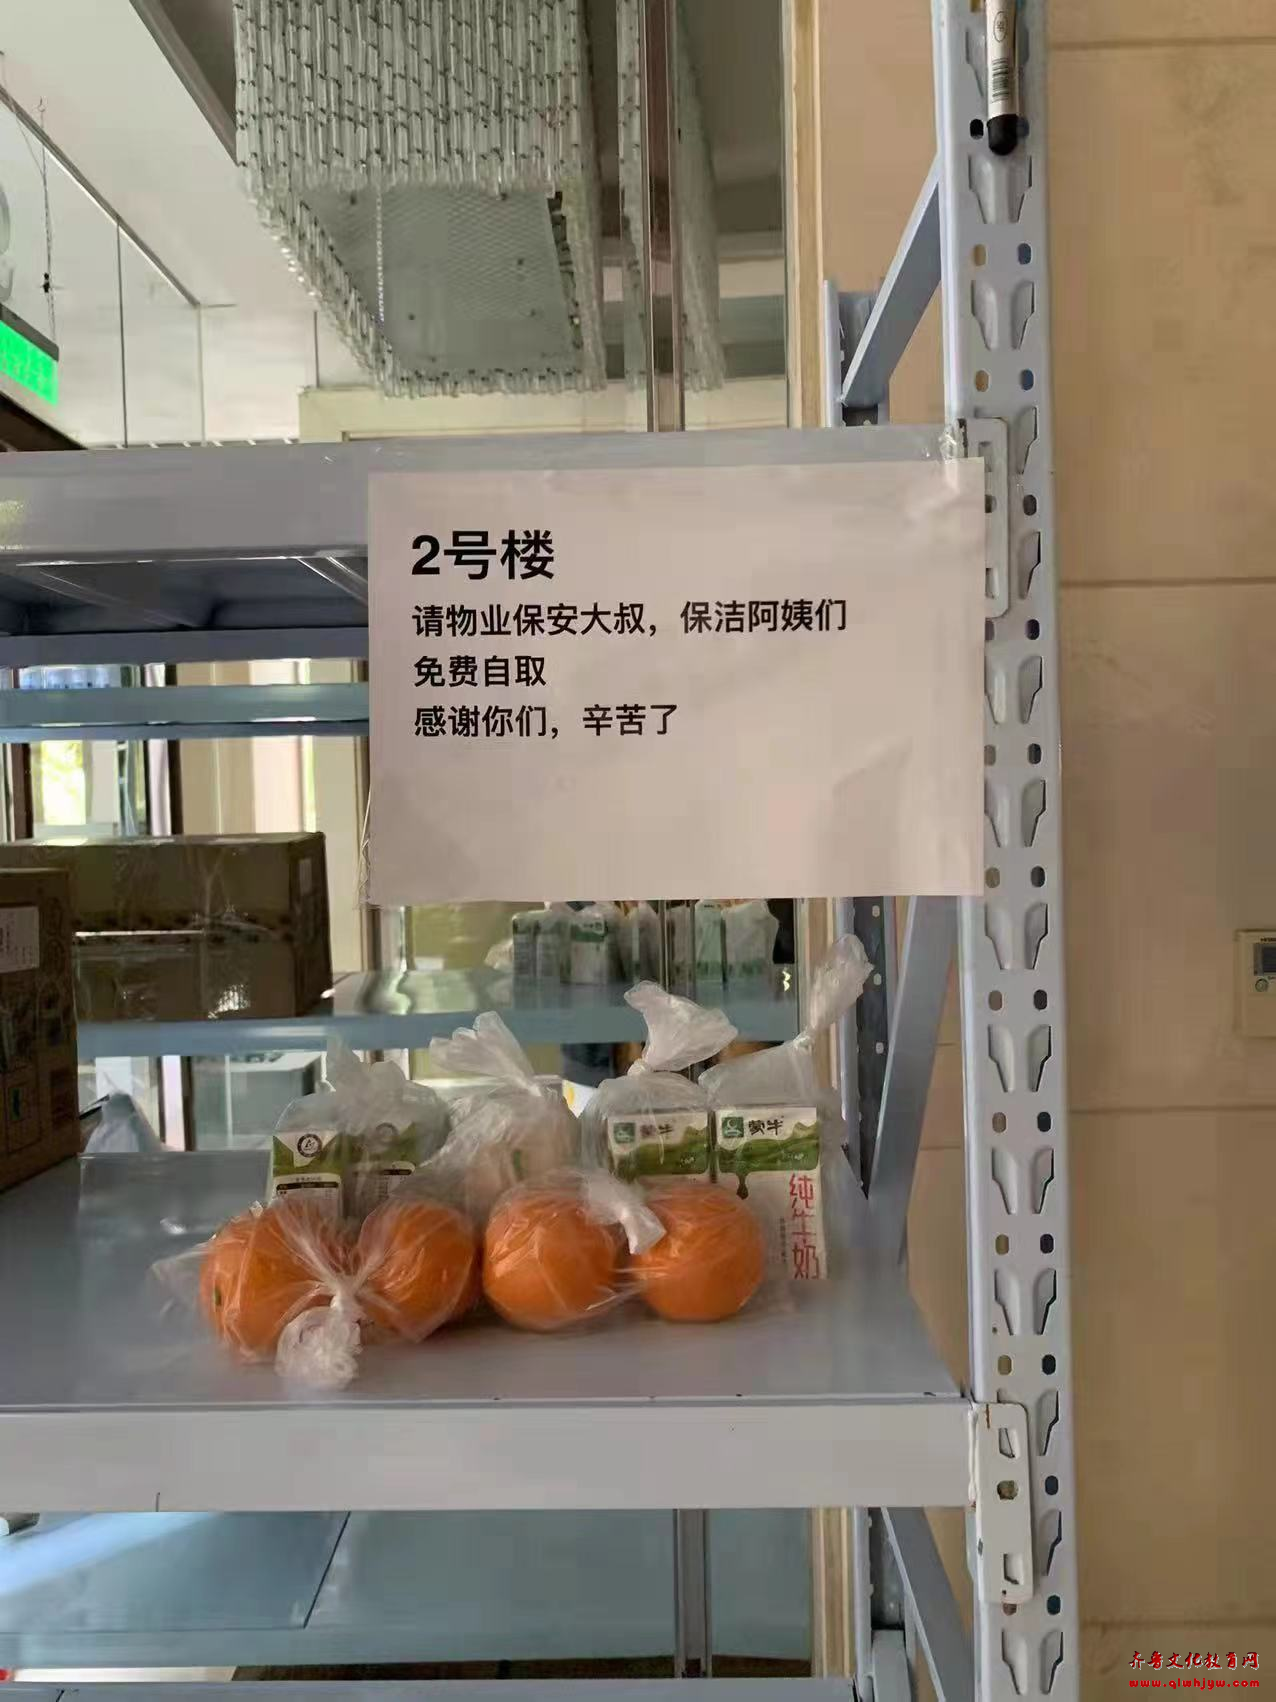 2号楼
请物业保安大叔，保洁阿姨们
免费自取
感谢你们，辛苦了
蒙牛
蒙牛
纯牛奶
齐鲁文化教育网
www.qlwhjyw.com